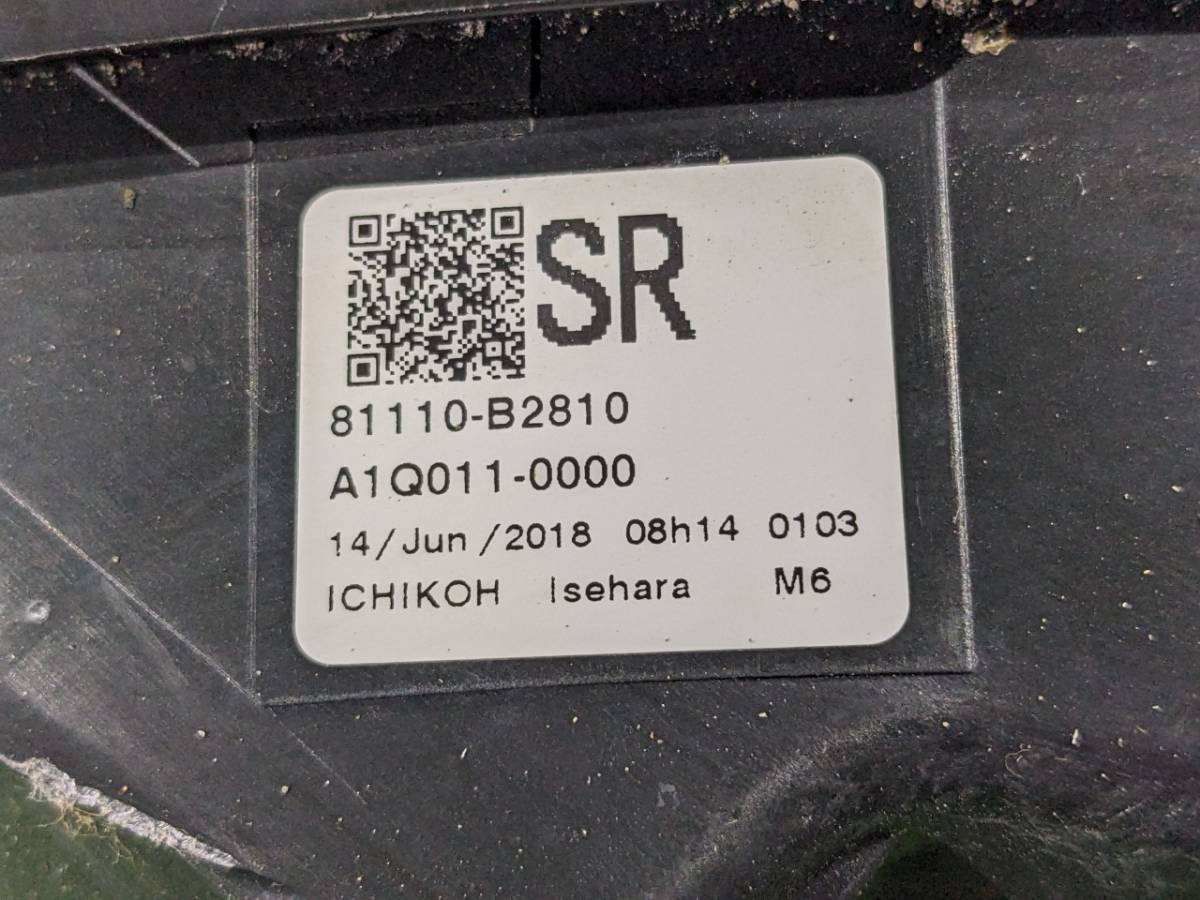 SR
81110-B2810
A1Q011-0000
14/Jun/2018 08h14 0103
ICHIKOH Isehara M6